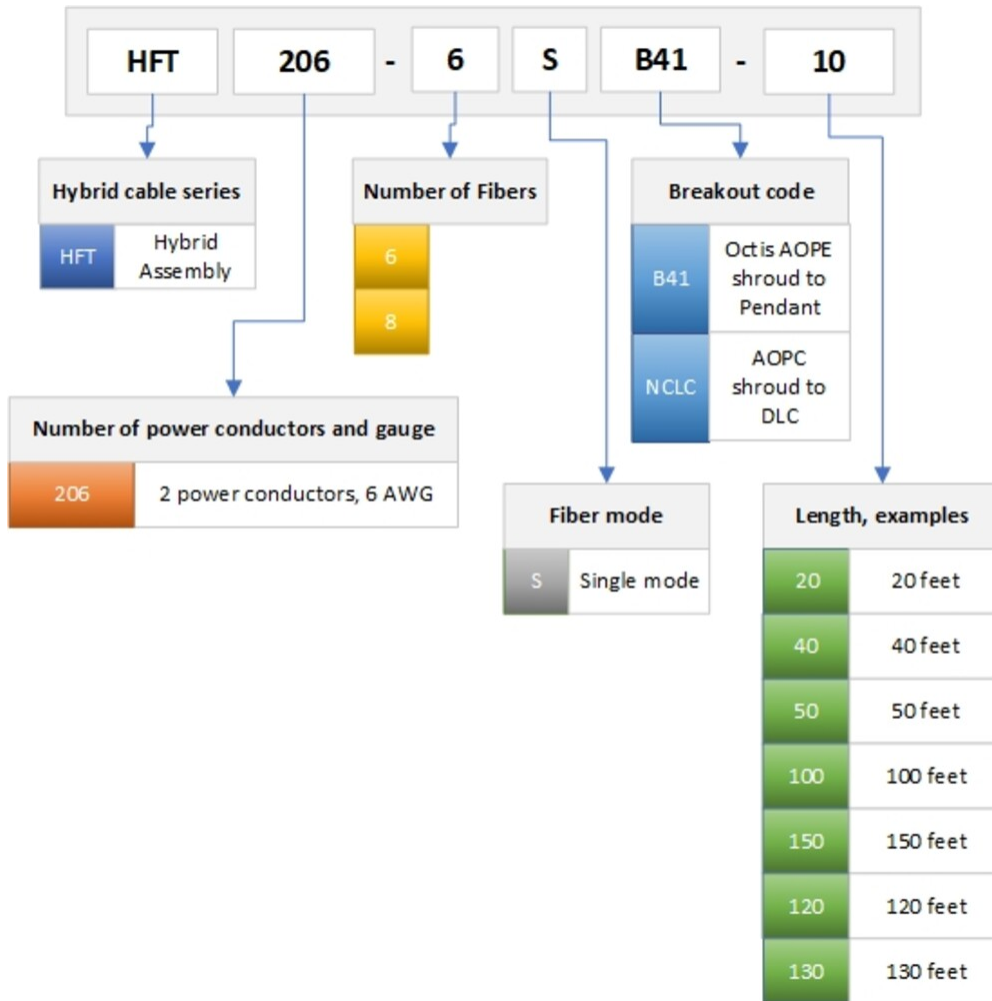 HFT 206 - 6 S B41 - 10
Hybrid cable series
HFT
Hybrid
Assembly
Number of Fibers
6
8
Breakout code
B41
Octis AOPE
shroud to
Pendant
NCLC
AOPC
shroud to
DLC
Number of power conductors and gauge
206 2 power conductors, 6 AWG
Fiber mode
S Single mode
Length, examples
20 20 feet
40 40 feet
50 50 feet
100 100 feet
150 150 feet
120 120 feet
130 130 feet